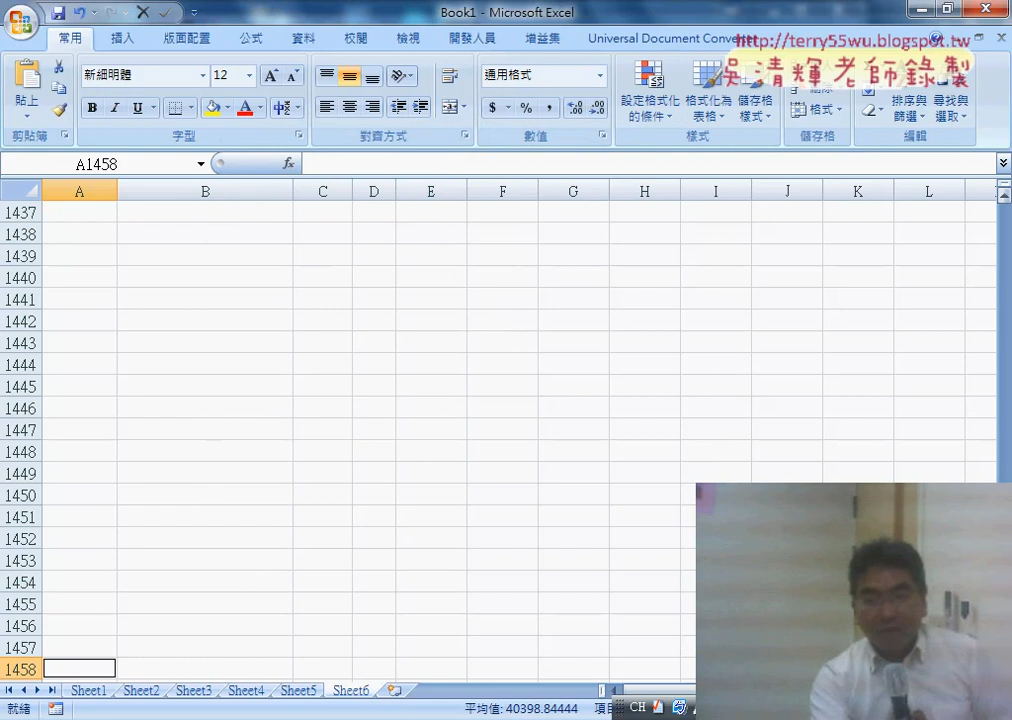 Book1 - Microsoft Excel
常用 插入 版面配置 公式 資料 校閱 檢視 開發人員 增益集 Universal Document Conver
http://terry55wu.blogspot.tw
吳清輝老師錄製
貼上 新細明體 12 通用格式 設定格式化的條件 格式化為表格 儲存格樣式 格式 排序與篩選 尋找與選取
B I U A $ % ,
剪貼簿 字型 對齊方式 數值 樣式 儲存格 編輯
A1458 fx
A B C D E F G H I J K L
1437
1438
1439
1440
1441
1442
1443
1444
1445
1446
1447
1448
1449
1450
1451
1452
1453
1454
1455
1456
1457
1458
Sheet1 Sheet2 Sheet3 Sheet4 Sheet5 Sheet6
就緒 平均值: 40398.84444 CH